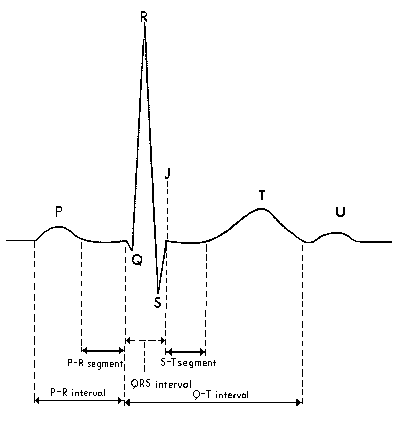 R
J
P
T
U
Q
S
P-R segment
S-T segment
QRS interval
P-R interval
Q-T interval